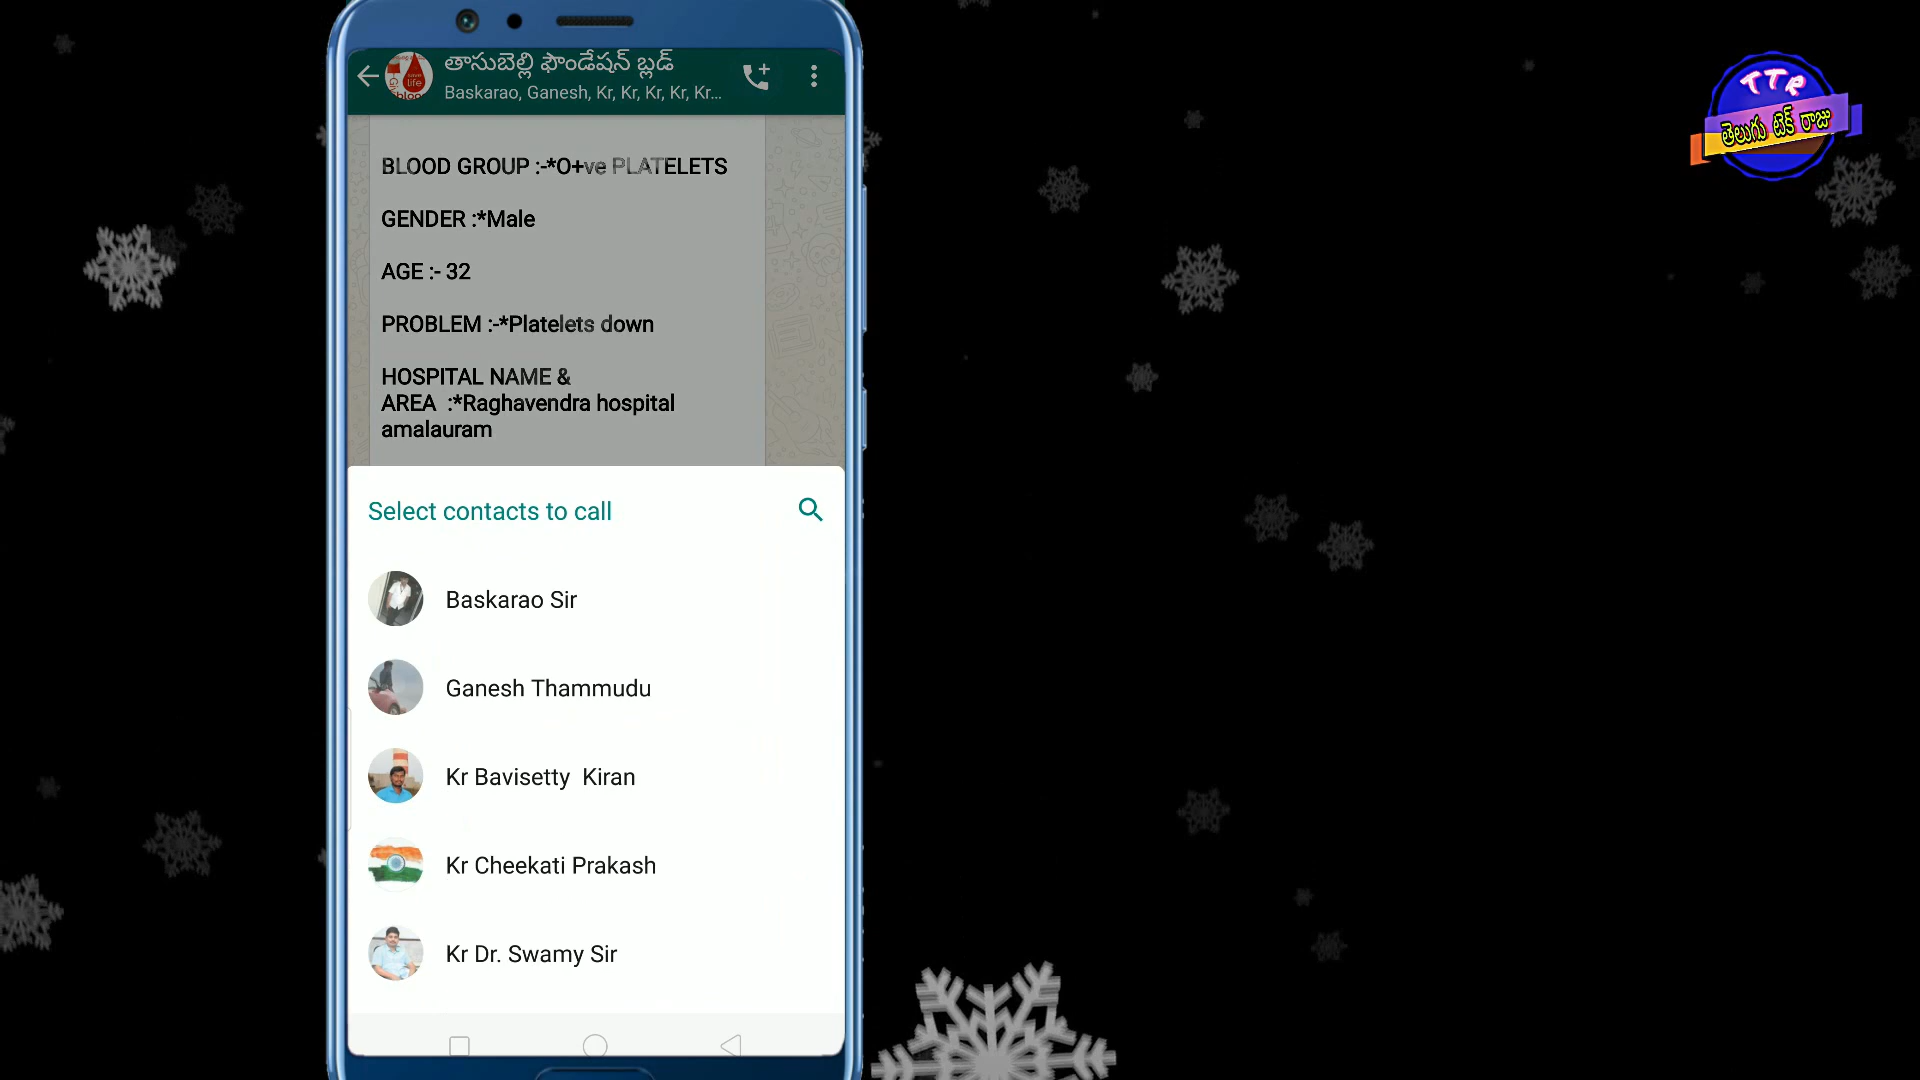 తాసుబెల్లి ఫౌండేషన్ బ్లడ్
Baskarao, Ganesh, Kr, Kr, Kr, Kr, Kr...
BLOOD GROUP :-*O+ve PLATELETS
GENDER :*Male
AGE :- 32
PROBLEM :-*Platelets down
HOSPITAL NAME &
AREA  :*Raghavendra hospital
amalauram
Select contacts to call
Baskarao Sir
Ganesh Thammudu
Kr Bavisetty  Kiran
Kr Cheekati Prakash
Kr Dr. Swamy Sir
TTR
తెలుగు టెక్ రాజు